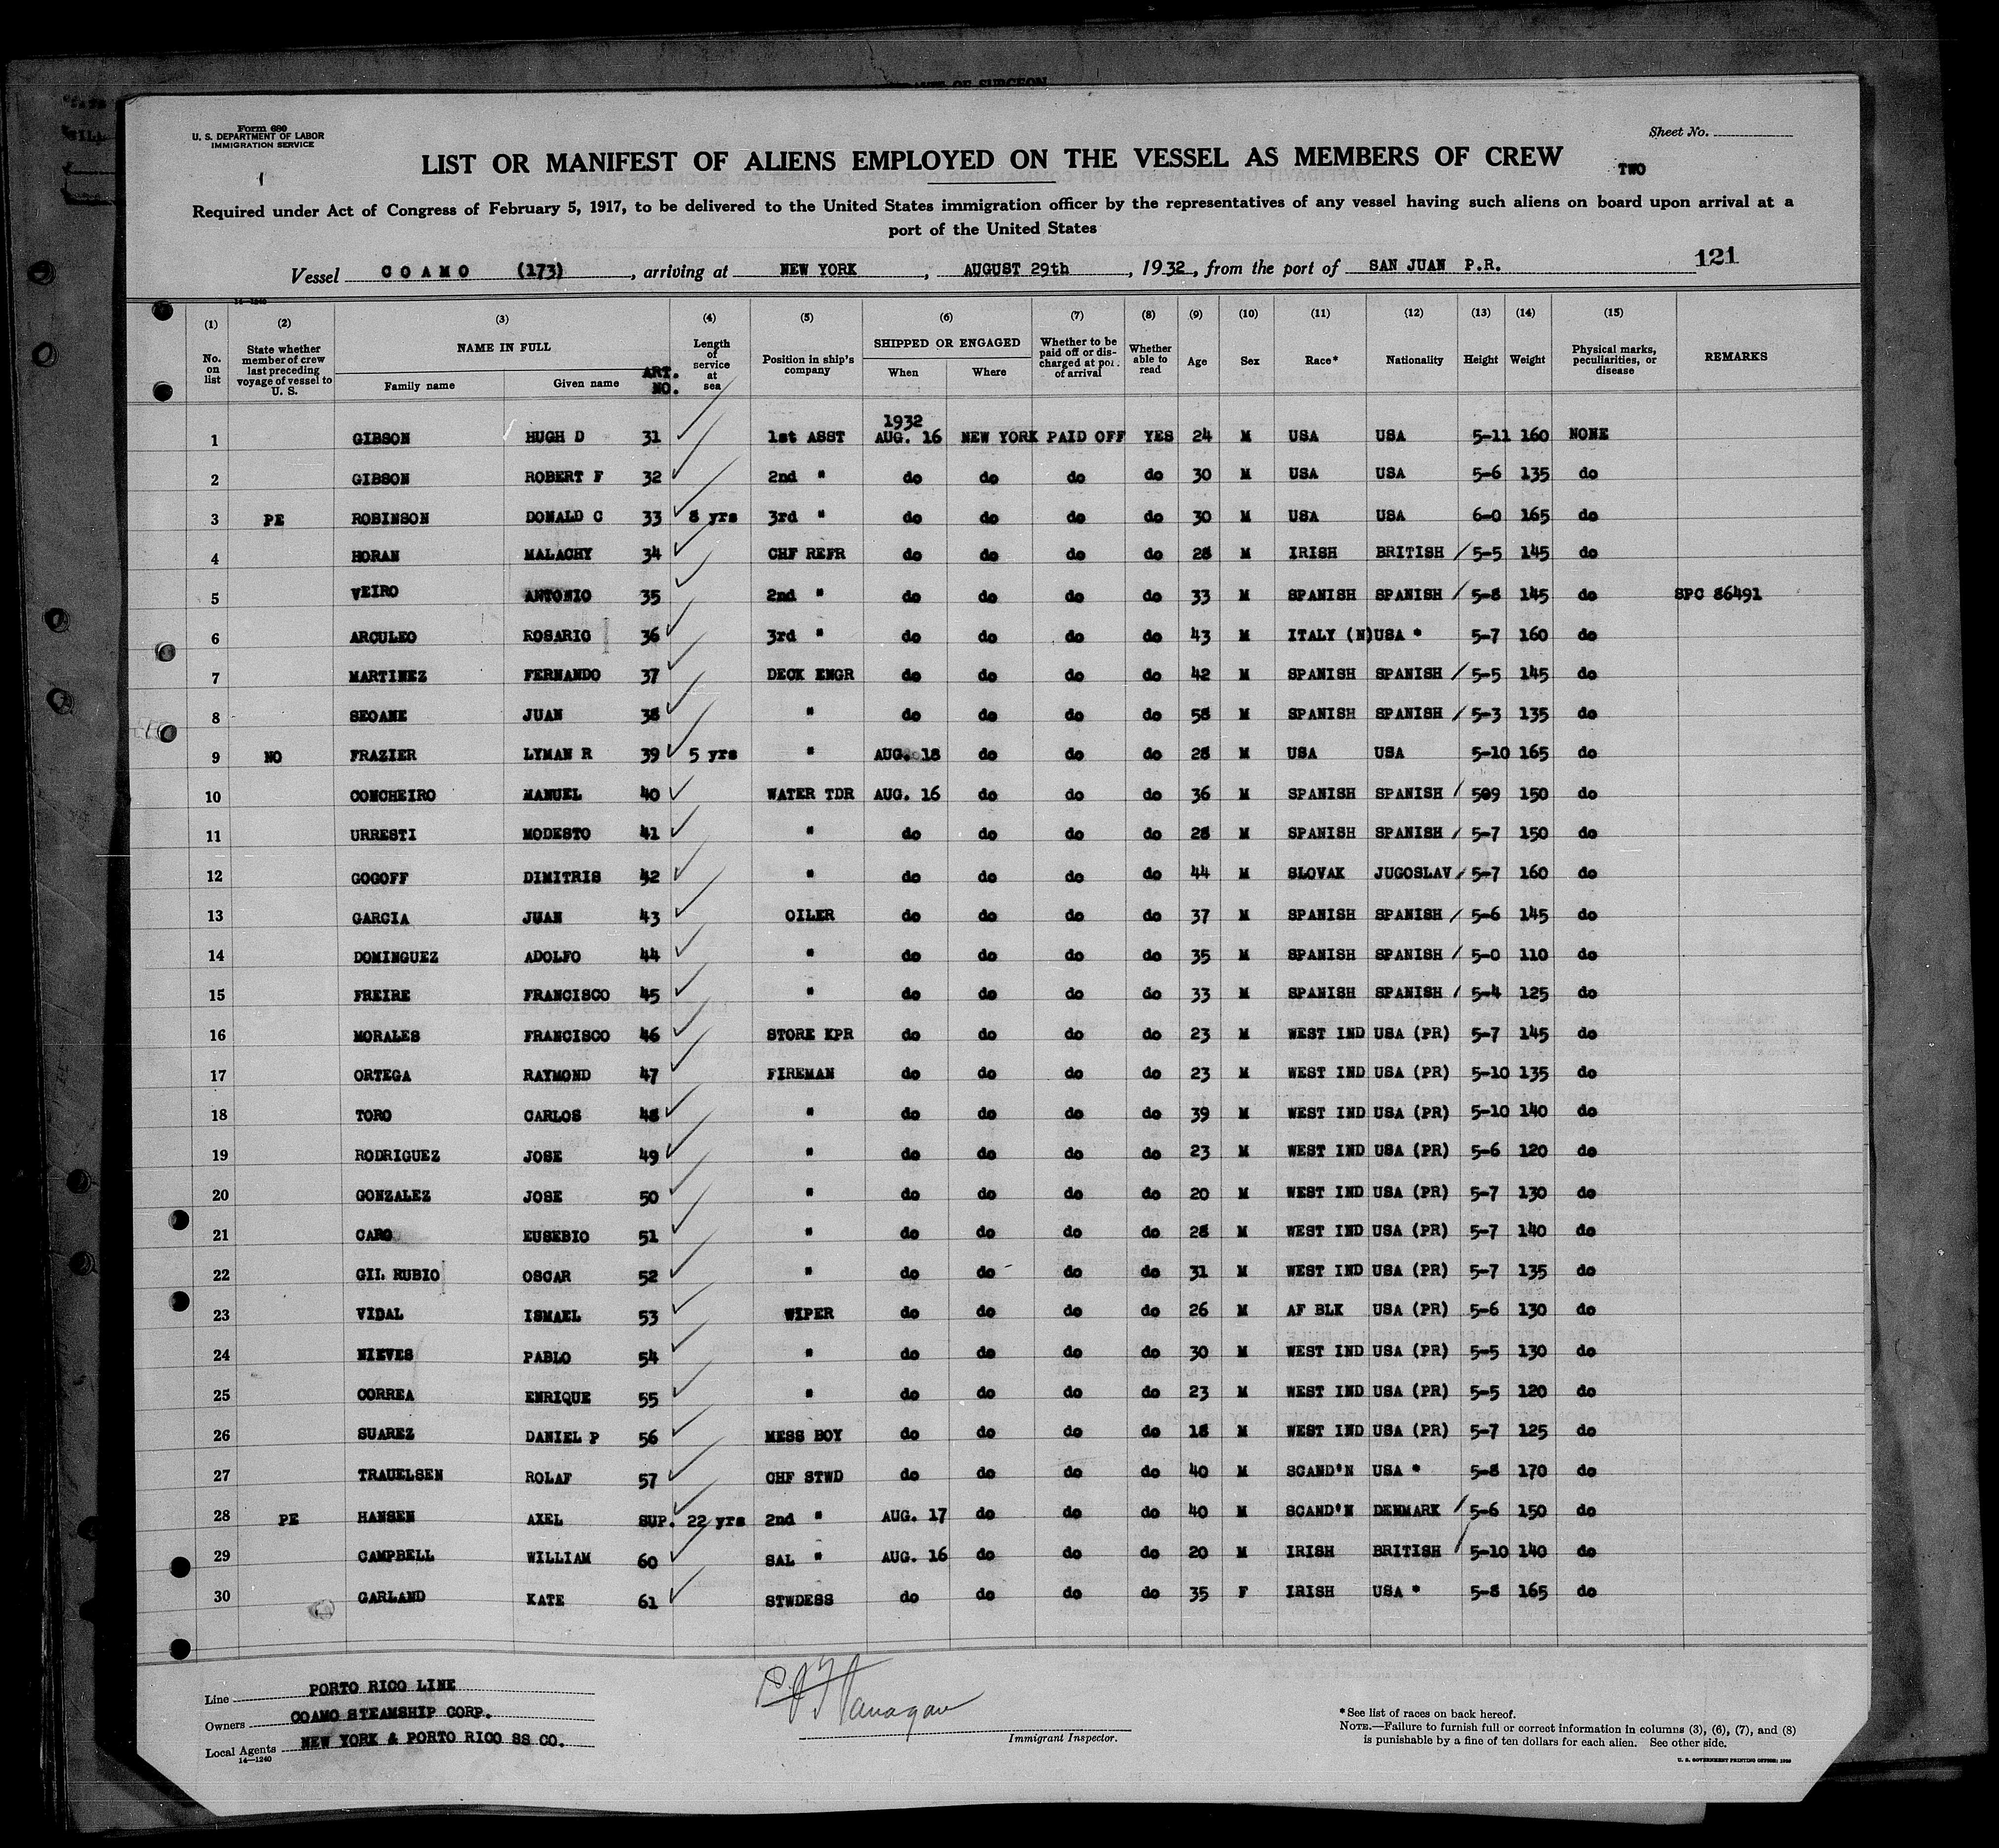 Form 680
U. S. DEPARTMENT OF LABOR
IMMIGRATION SERVICE
Sheet No.
TWO
LIST OR MANIFEST OF ALIENS EMPLOYED ON THE VESSEL AS MEMBERS OF CREW
Required under Act of Congress of February 5, 1917, to be delivered to the United States immigration officer by the representatives of any vessel having such aliens on board upon arrival at a
port of the United States
Vessel COAMO (173), arriving at NEW YORK, AUGUST 29th, 1932, from the port of SAN JUAN P.R. 121
14-1240
(1) (2) (3) (4) (5) (6) (7) (8) (9) (10) (11) (12) (13) (14) (15)
No. on list State whether member of crew last preceding voyage of vessel to U. S. NAME IN FULL Family name Given name ART. NO. Length of service at sea Position in ship's company SHIPPED OR ENGAGED When Where Whether to be paid off or discharged at port of arrival Whether able to read Age Sex Race* Nationality Height Weight Physical marks, peculiarities, or disease REMARKS
1932
1 GIBSON HUGH D 31 1st ASST AUG. 16 NEW YORK PAID OFF YES 24 M USA USA 5-11 160 NONE
2 GIBSON ROBERT F 32 2nd " do do do do 30 M USA USA 5-6 135 do
3 PE ROBINSON DONALD C 33 8 yrs 3rd " do do do do 30 M USA USA 6-0 165 do
4 HORAN MALACHY 34 CHF REFR do do do do 28 M IRISH BRITISH / 5-5 145 do
5 VEIRO ANTONIO 35 2nd " do do do do 33 M SPANISH SPANISH / 5-8 145 do SPC 86491
6 ARCULEO ROSARIO 36 3rd " do do do do 43 M ITALY (N) USA * 5-7 160 do
7 MARTINEZ FERNANDO 37 DECK ENGR do do do do 42 M SPANISH SPANISH / 5-5 145 do
8 SEOANE JUAN 38 " do do do do 58 M SPANISH SPANISH / 5-3 135 do
9 NO FRAZIER LYMAN R 39 5 yrs " AUG. 18 do do do 28 M USA USA 5-10 165 do
10 CONCHEIRO MANUEL 40 WATER TDR AUG. 16 do do do 36 M SPANISH SPANISH / 509 150 do
11 URRESTI MODESTO 41 " do do do do 28 M SPANISH SPANISH / 5-7 150 do
12 GOGOFF DIMITRIS 42 " do do do do 44 M SLOVAK JUGOSLAV / 5-7 160 do
13 GARCIA JUAN 43 OILER do do do do 37 M SPANISH SPANISH / 5-6 145 do
14 DOMINGUEZ ADOLFO 44 " do do do do 35 M SPANISH SPANISH / 5-0 110 do
15 FREIRE FRANCISCO 45 " do do do do 33 M SPANISH SPANISH / 5-4 125 do
16 MORALES FRANCISCO 46 STORE KPR do do do do 23 M WEST IND USA (PR) 5-7 145 do
17 ORTEGA RAYMOND 47 FIREMAN do do do do 23 M WEST IND USA (PR) 5-10 135 do
18 TORO CARLOS 48 " do do do do 39 M WEST IND USA (PR) 5-10 140 do
19 RODRIGUEZ JOSE 49 " do do do do 23 M WEST IND USA (PR) 5-6 120 do
20 GONZALEZ JOSE 50 " do do do do 20 M WEST IND USA (PR) 5-7 130 do
21 CARO EUSEBIO 51 " do do do do 28 M WEST IND USA (PR) 5-7 140 do
22 GIL RUBIO OSCAR 52 " do do do do 31 M WEST IND USA (PR) 5-7 135 do
23 VIDAL ISMAEL 53 WIPER do do do do 26 M AF BLK USA (PR) 5-6 130 do
24 NIEVES PABLO 54 " do do do do 30 M WEST IND USA (PR) 5-5 130 do
25 CORREA ENRIQUE 55 " do do do do 23 M WEST IND USA (PR) 5-5 120 do
26 SUAREZ DANIEL P 56 MESS BOY do do do do 18 M WEST IND USA (PR) 5-7 125 do
27 TRAUELSEN ROLAF 57 CHF STWD do do do do 40 M SCAND'N USA * 5-8 170 do
28 PE HANSEN AXEL SUP. 22 yrs 2nd " AUG. 17 do do do 40 M SCAND'N DENMARK / 5-6 150 do
29 CAMPBELL WILLIAM 60 SAL " AUG. 16 do do do 20 M IRISH BRITISH / 5-10 140 do
30 GARLAND KATE 61 STWDESS do do do do 35 F IRISH USA * 5-8 165 do
Line PORTO RICO LINE
Owners COAMO STEAMSHIP CORP.
Local Agents NEW YORK & PORTO RICO SS CO.
14-1240
Flanagan
Immigrant Inspector.
* See list of races on back hereof.
NOTE.—Failure to furnish full or correct information in columns (3), (6), (7), and (8)
is punishable by a fine of ten dollars for each alien. See other side.
U. S. GOVERNMENT PRINTING OFFICE: